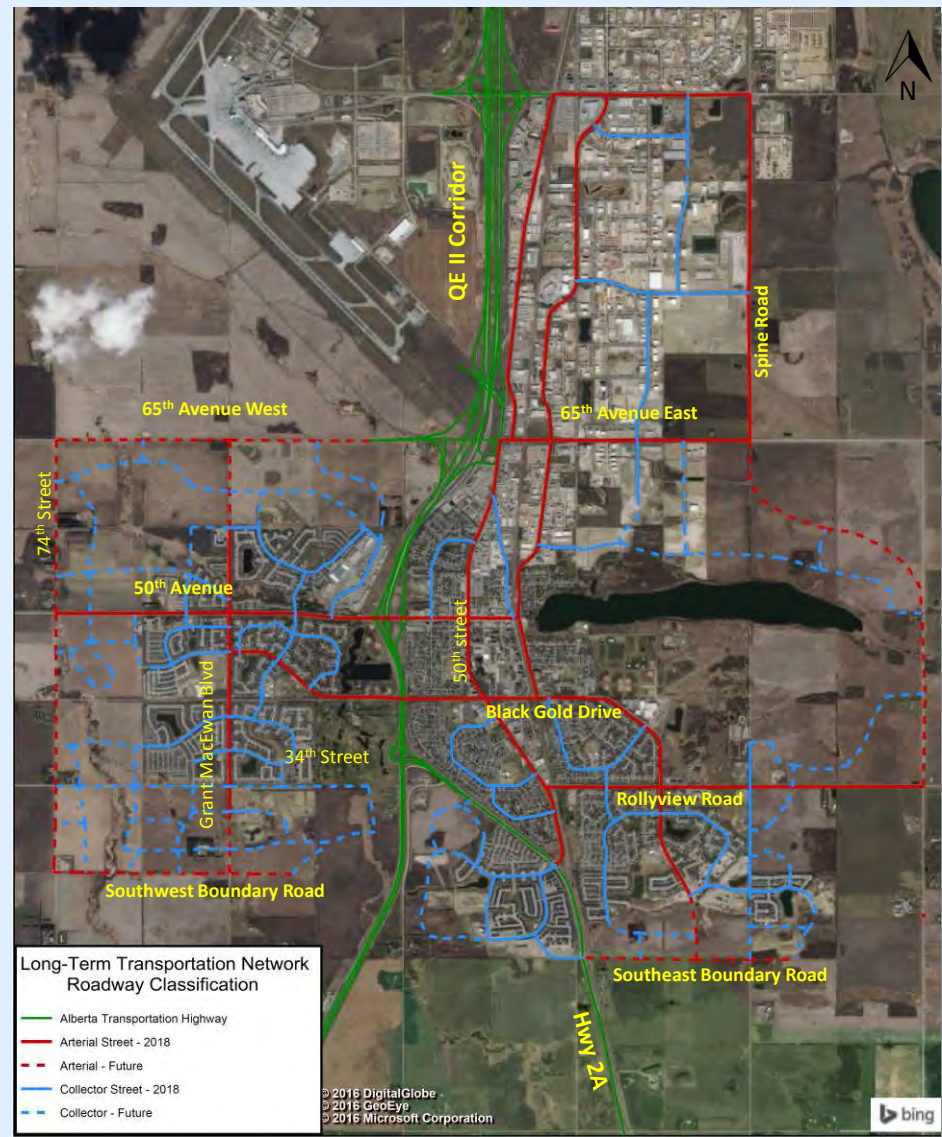 N
QE II Corridor
Spine Road
65th Avenue West
65th Avenue East
74th Street
50th Avenue
50th street
Black Gold Drive
Grant MacEwan Blvd
34th Street
Rollyview Road
Southwest Boundary Road
Southeast Boundary Road
Hwy 2A
Long-Term Transportation Network
Roadway Classification
Alberta Transportation Highway
Arterial Street - 2018
Arterial - Future
Collector Street - 2018
Collector - Future
© 2016 DigitalGlobe
© 2016 GeoEye
© 2016 Microsoft Corporation
bing